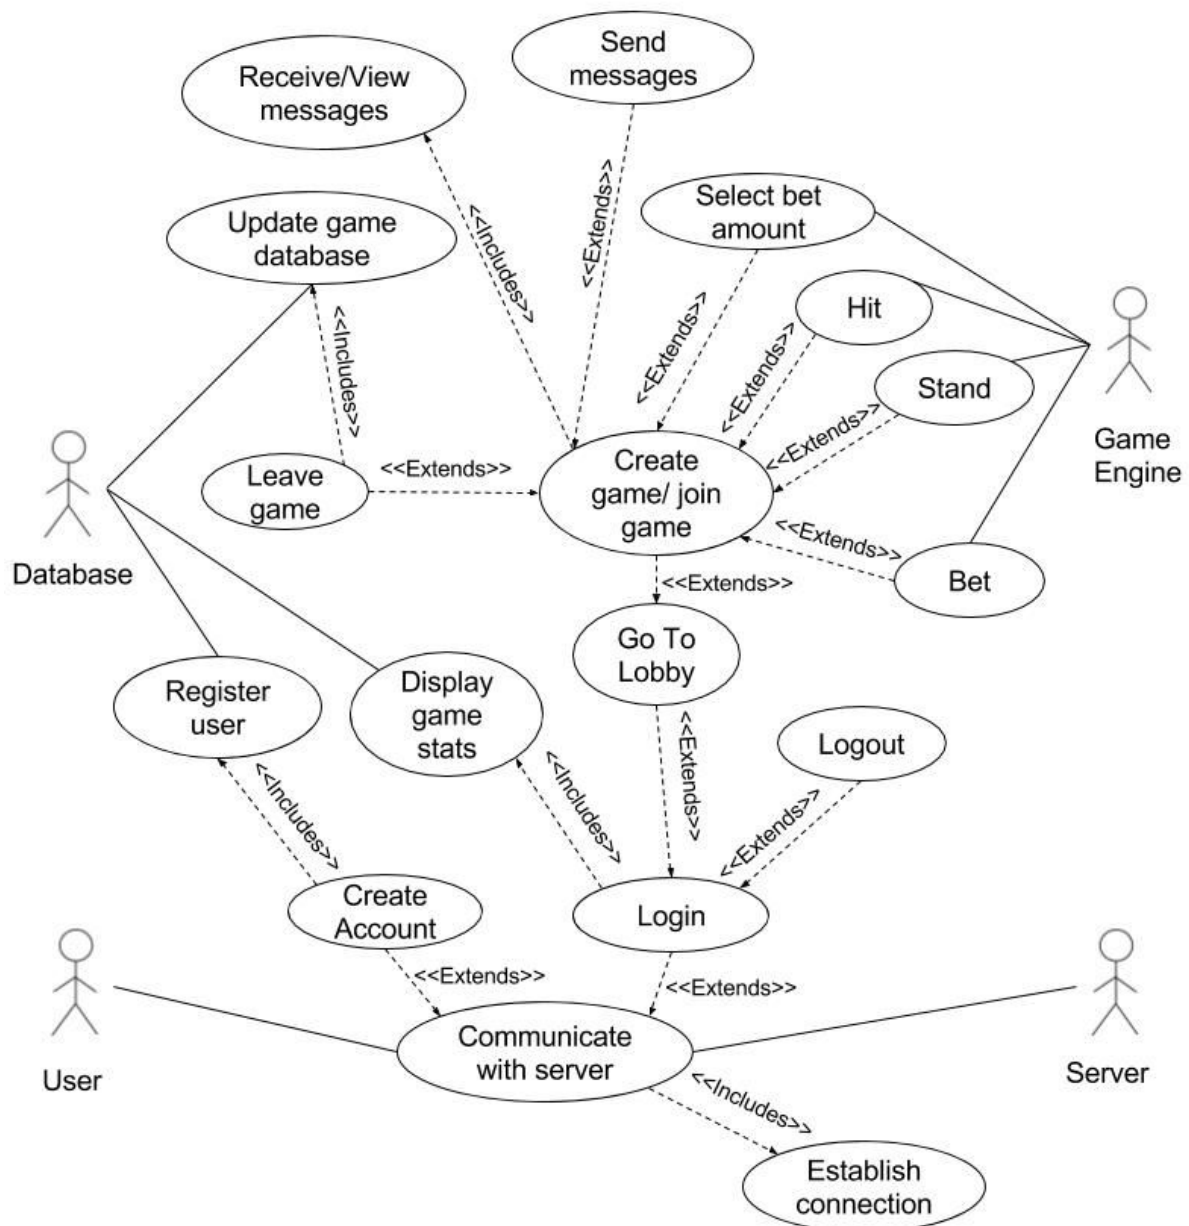 Send
messages
Receive/View
messages
<<Includes>>
<<Extends>>
Select bet
amount
Update game
database
<<Extends>>
Hit
<<Includes>>
<<Extends>>
Stand
<<Extends>>
Game
Engine
Leave
game
<<Extends>>
Create
game/ join
game
<<Extends>>
Bet
Database
<<Extends>>
Go To
Lobby
Register
user
Display
game
stats
<<Extends>>
Logout
<<Includes>>
<<Includes>>
<<Extends>>
Create
Account
Login
<<Extends>>
<<Extends>>
Communicate
with server
User
Server
<<Includes>>
Establish
connection